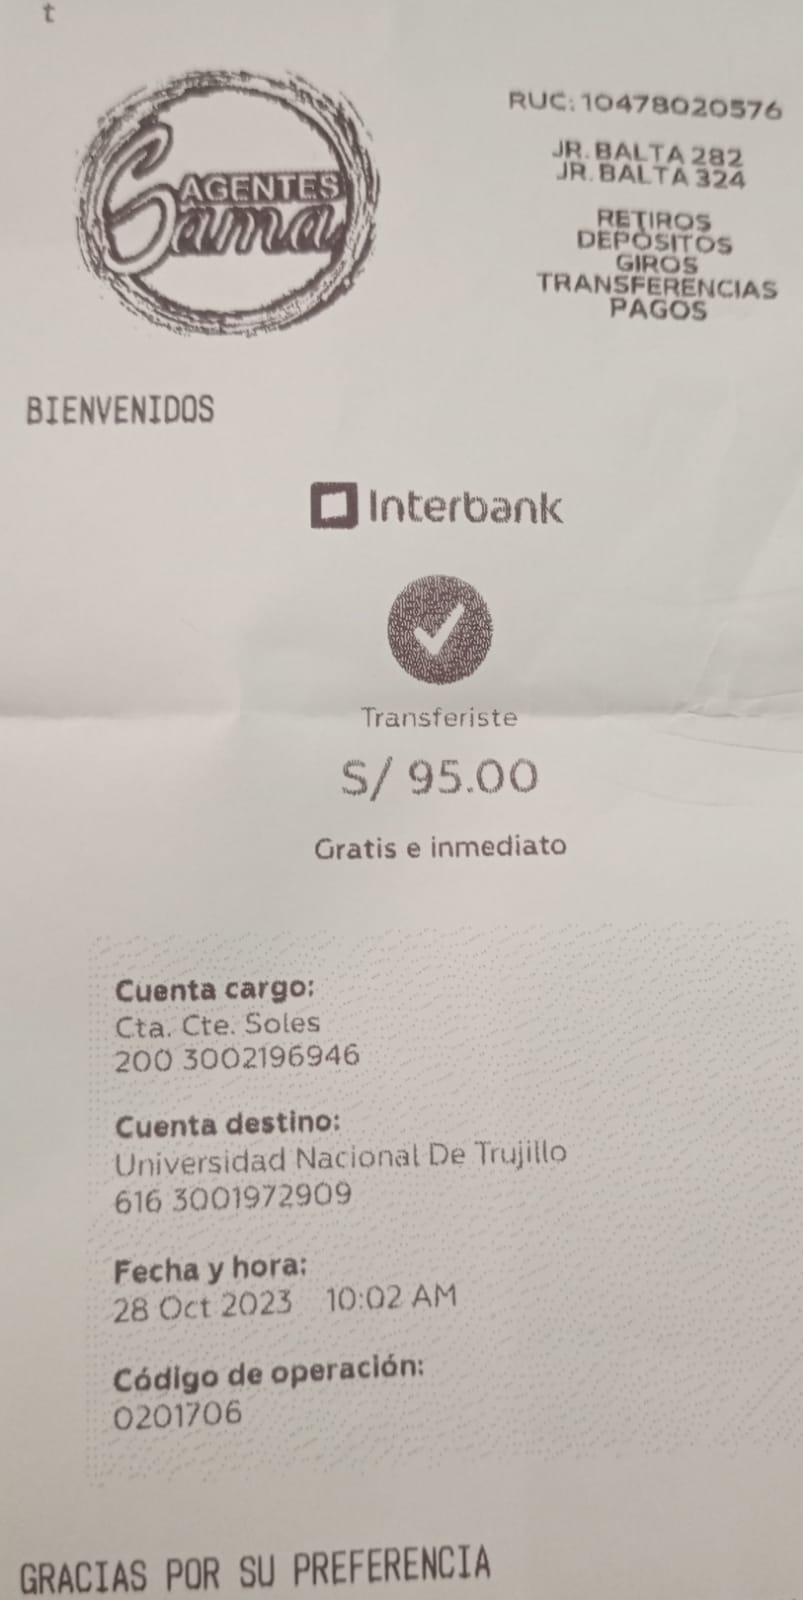 t
AGENTES
Sama
RUC: 10478020576
JR. BALTA 282
JR. BALTA 324
RETIROS
DEPÓSITOS
GIROS
TRANSFERENCIAS
PAGOS
BIENVENIDOS
Interbank
Transferiste
S/ 95.00
Gratis e inmediato
Cuenta cargo:
Cta. Cte. Soles
200 3002196946
Cuenta destino:
Universidad Nacional De Trujillo
616 3001972909
Fecha y hora:
28 Oct 2023 10:02 AM
Código de operación:
0201706
GRACIAS POR SU PREFERENCIA